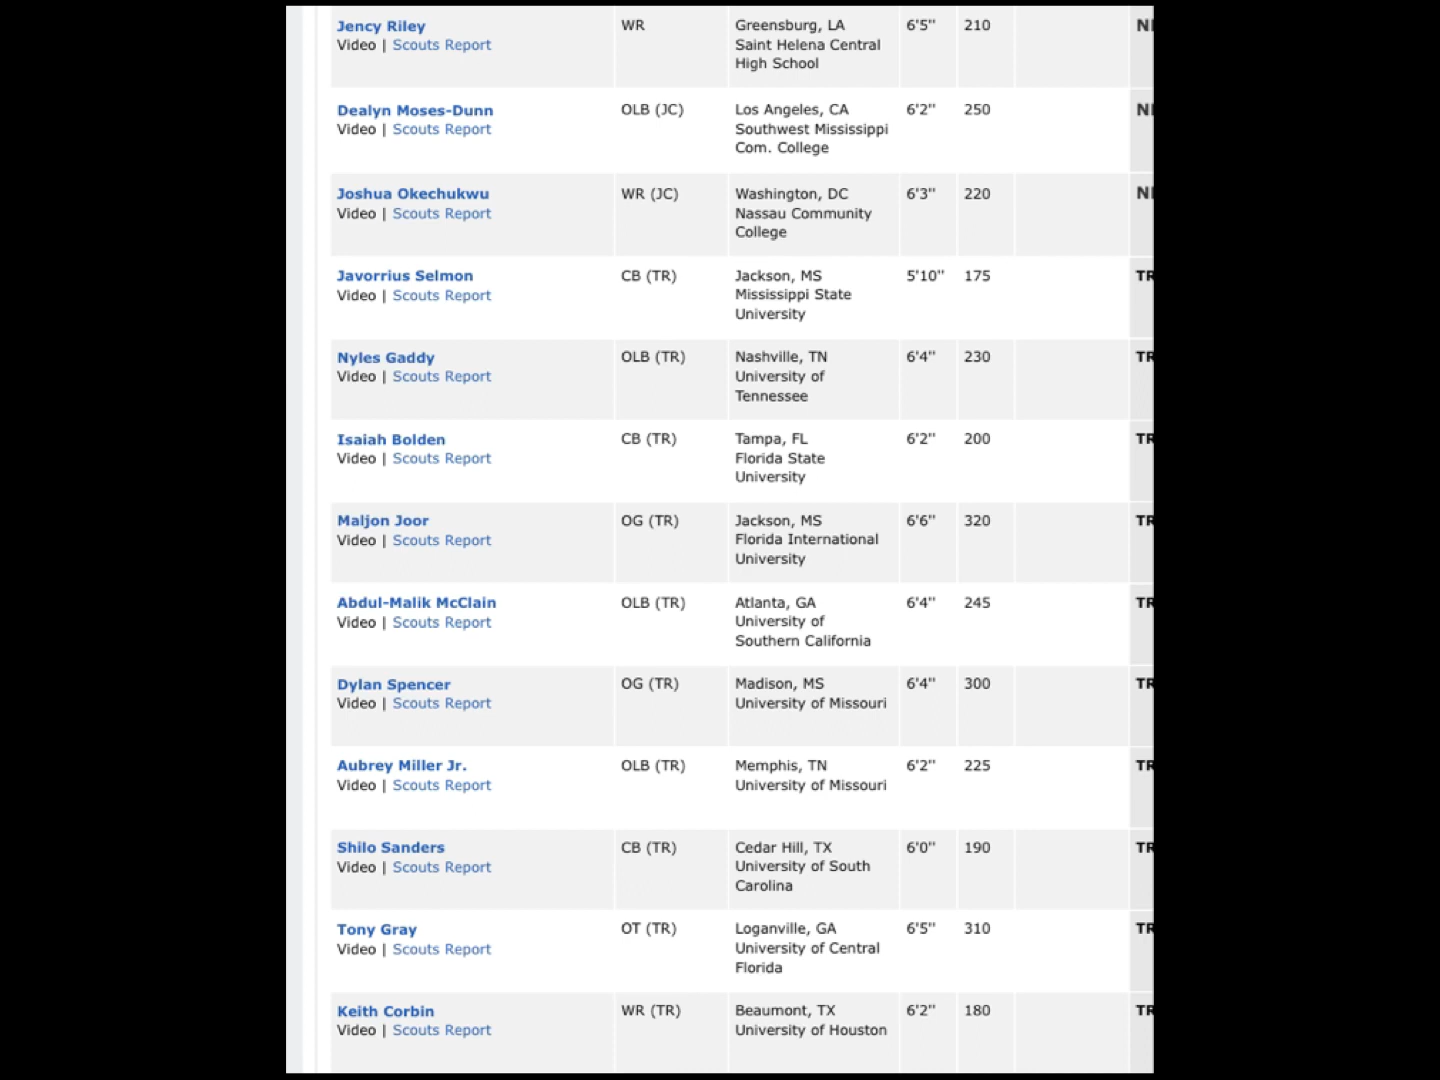 Jency Riley WR Greensburg, LA 6'5" 210
Video | Scouts Report Saint Helena Central
High School
Dealyn Moses-Dunn OLB (JC) Los Angeles, CA 6'2" 250
Video | Scouts Report Southwest Mississippi
Com. College
Joshua Okechukwu WR (JC) Washington, DC 6'3" 220
Video | Scouts Report Nassau Community
College
Javorrius Selmon CB (TR) Jackson, MS 5'10" 175 TR
Video | Scouts Report Mississippi State
University
Nyles Gaddy OLB (TR) Nashville, TN 6'4" 230 TR
Video | Scouts Report University of
Tennessee
Isaiah Bolden CB (TR) Tampa, FL 6'2" 200 TR
Video | Scouts Report Florida State
University
Maljon Joor OG (TR) Jackson, MS 6'6" 320 TR
Video | Scouts Report Florida International
University
Abdul-Malik McClain OLB (TR) Atlanta, GA 6'4" 245 TR
Video | Scouts Report University of
Southern California
Dylan Spencer OG (TR) Madison, MS 6'4" 300 TR
Video | Scouts Report University of Missouri
Aubrey Miller Jr. OLB (TR) Memphis, TN 6'2" 225 TR
Video | Scouts Report University of Missouri
Shilo Sanders CB (TR) Cedar Hill, TX 6'0" 190 TR
Video | Scouts Report University of South
Carolina
Tony Gray OT (TR) Loganville, GA 6'5" 310 TR
Video | Scouts Report University of Central
Florida
Keith Corbin WR (TR) Beaumont, TX 6'2" 180 TR
Video | Scouts Report University of Houston